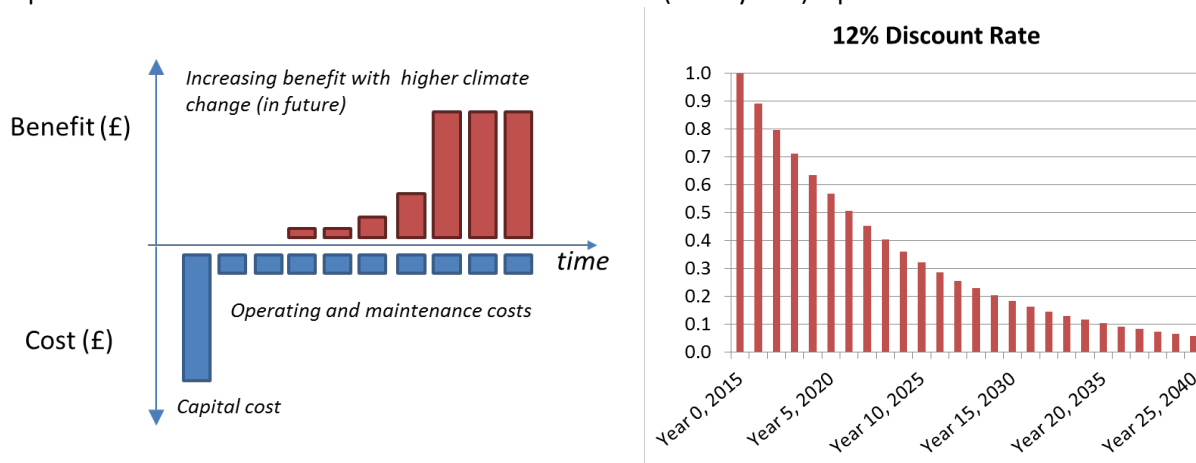 Increasing benefit with higher climate
change (in future)
Benefit (£)
time
Operating and maintenance costs
Cost (£)
Capital cost
12% Discount Rate
1.0
0.9
0.8
0.7
0.6
0.5
0.4
0.3
0.2
0.1
0.0
Year 0, 2015
Year 5, 2020
Year 10, 2025
Year 15, 2030
Year 20, 2035
Year 25, 2040